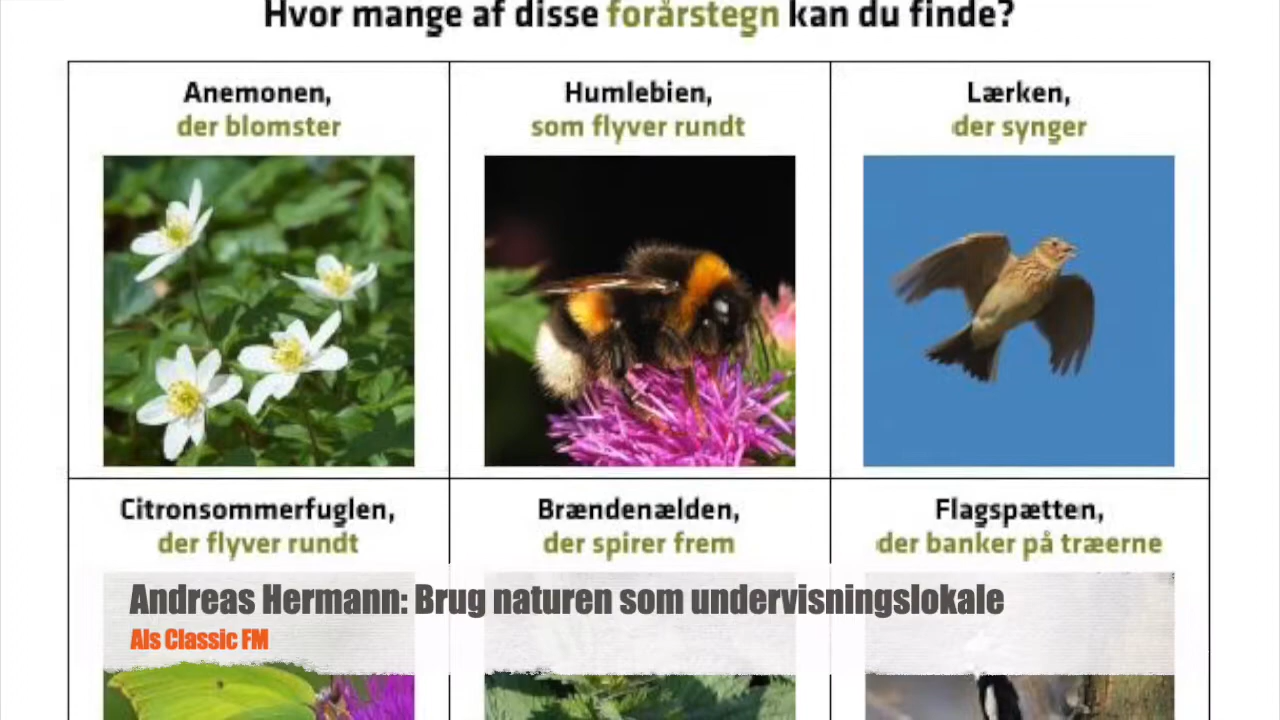 Hvor mange af disse forårstegn kan du finde?
Anemonen,
der blomster
Humlebien,
som flyver rundt
Lærken,
der synger
Citronsommerfuglen,
der flyver rundt
Brændenælden,
der spirer frem
Flagspætten,
der banker på træerne
Andreas Hermann: Brug naturen som undervisningslokale
Als Classic FM